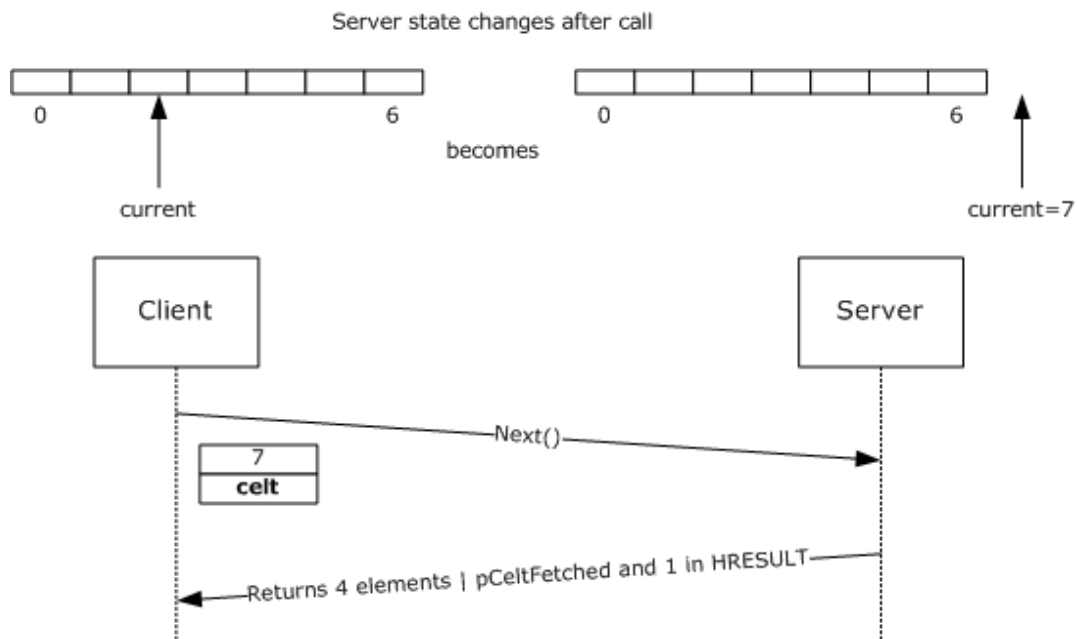 Server state changes after call
0 6 0 6
becomes
current current=7
Client Server
Next()
7
celt
Returns 4 elements | pCeltFetched and 1 in HRESULT